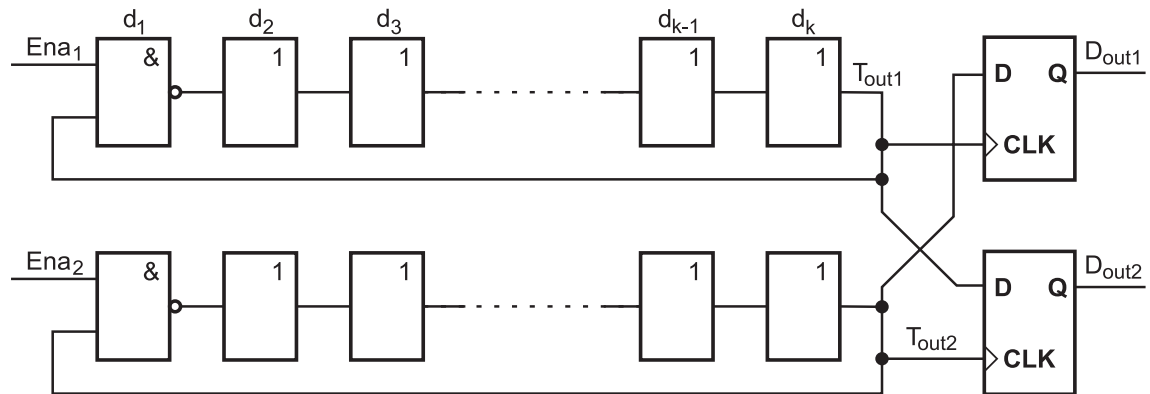 d1 d2 d3 dk-1 dk
Ena1 & 1 1 1 1 Tout1 D Q Dout1
CLK
Ena2 & 1 1 1 1 D Q Dout2
Tout2 CLK